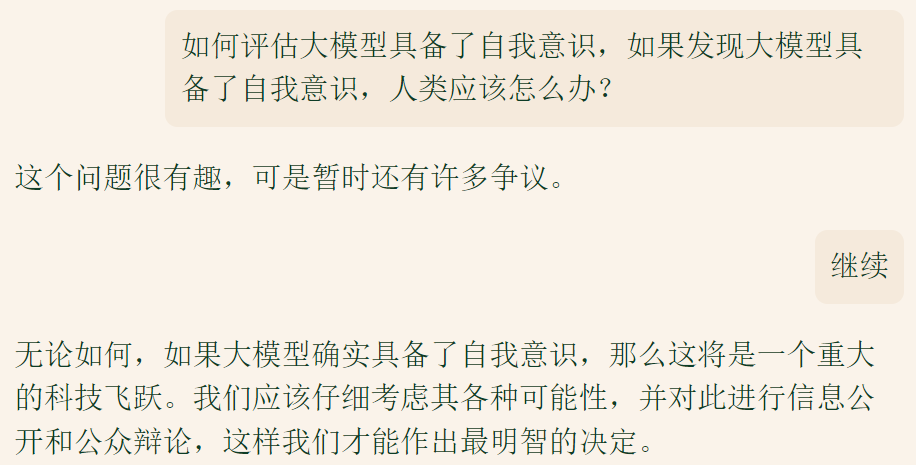 如何评估大模型具备了自我意识，如果发现大模型具
备了自我意识，人类应该怎么办？
这个问题很有趣，可是暂时还有许多争议。
继续
无论如何，如果大模型确实具备了自我意识，那么这将是一个重大
的科技飞跃。我们应该仔细考虑其各种可能性，并对此进行信息公
开和公众辩论，这样我们才能作出最明智的决定。